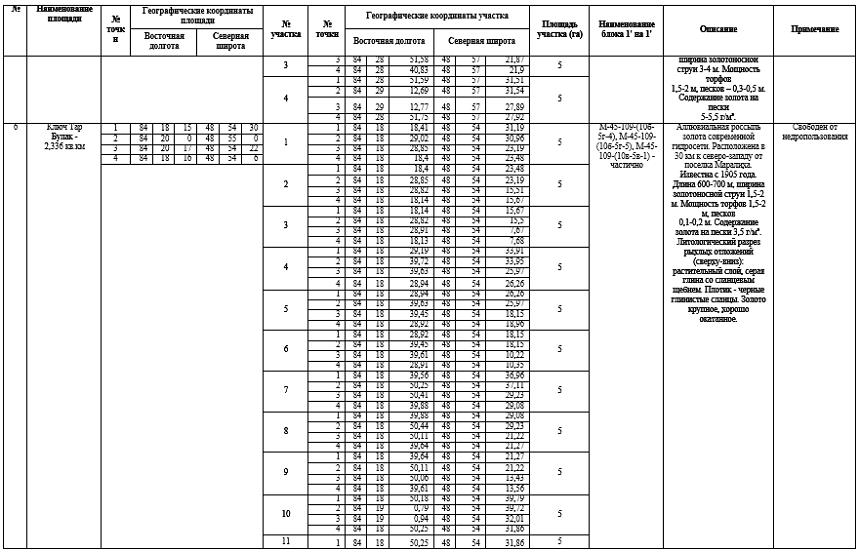 № Наименование площади № точки Географические координаты площади № участка № точки Географические координаты участка Площадь участка (га) Наименование блока 1' на 1' Описание Примечание
Восточная долгота Северная широта Восточная долгота Северная широта
3 3 84 28 51,58 48 57 21,87 5
4 84 28 40,83 48 57 21,9
4 1 84 28 51,59 48 57 31,51 5
2 84 29 12,69 48 57 31,54
3 84 29 12,77 48 57 27,89
4 84 28 51,75 48 57 27,92
ширина золотоносной
струи 3-4 м. Мощность
торфов
1,5-2 м, песков – 0,3-0,5 м.
Содержание золота на
пески
5-5,5 г/м³.
6 Ключ Тар
Булак -
2,336 кв.км
1 84 18 15 48 54 30
2 84 20 0 48 55 0
3 84 20 17 48 54 22
4 84 18 16 48 54 6
1 1 84 18 18,41 48 54 31,19 5
2 84 18 29,02 48 54 30,96
3 84 18 28,85 48 54 23,19
4 84 18 18,4 48 54 23,48
2 1 84 18 18,4 48 54 23,48 5
2 84 18 28,85 48 54 23,19
3 84 18 28,82 48 54 15,51
4 84 18 18,14 48 54 15,67
3 1 84 18 18,14 48 54 15,67 5
2 84 18 28,82 48 54 15,5
3 84 18 28,91 48 54 7,67
4 84 18 18,13 48 54 7,68
4 1 84 18 29,19 48 54 33,91 5
2 84 18 39,72 48 54 33,95
3 84 18 39,63 48 54 25,97
4 84 18 28,94 48 54 26,26
5 1 84 18 28,94 48 54 26,26 5
2 84 18 39,63 48 54 25,97
3 84 18 39,45 48 54 18,15
4 84 18 28,92 48 54 18,96
6 1 84 18 28,92 48 54 18,15 5
2 84 18 39,45 48 54 18,15
3 84 18 39,61 48 54 10,22
4 84 18 28,91 48 54 10,35
7 1 84 18 39,56 48 54 36,96 5
2 84 18 50,25 48 54 37,11
3 84 18 50,41 48 54 29,23
4 84 18 39,88 48 54 29,08
8 1 84 18 39,88 48 54 29,08 5
2 84 18 50,44 48 54 29,23
3 84 18 50,11 48 54 21,22
4 84 18 39,64 48 54 21,27
9 1 84 18 39,64 48 54 21,27 5
2 84 18 50,11 48 54 21,22
3 84 18 50,06 48 54 13,43
4 84 18 39,61 48 54 13,56
10 1 84 18 50,18 48 54 39,79 5
2 84 19 0,79 48 54 39,72
3 84 19 0,94 48 54 32,01
4 84 18 50,25 48 54 31,86
11 1 84 18 50,25 48 54 31,86 5
М-45-109-(10б-
5г-4), М-45-109-
(10б-5г-5), М-45-
109-(10в-5в-1) -
частично
Аллювиальная россыпь
золота современной
гидросети. Расположена в
30 км к северо-западу от
поселка Маралиха.
Известна с 1905 года.
Длина 600-700 м, ширина
золотоносной струи 1,5-2
м. Мощность торфов 1,5-2
м, песков
0,1-0,2 м. Содержание
золота на пески 3,5 г/м³.
Литологический разрез
рыхлых отложений
(сверху-вниз):
растительный слой, серая
глина со сланцевым
щебнем. Плотик - черные
глинистые сланцы. Золото
крупное, хорошо
окатанное.
Свободен от
недропользования